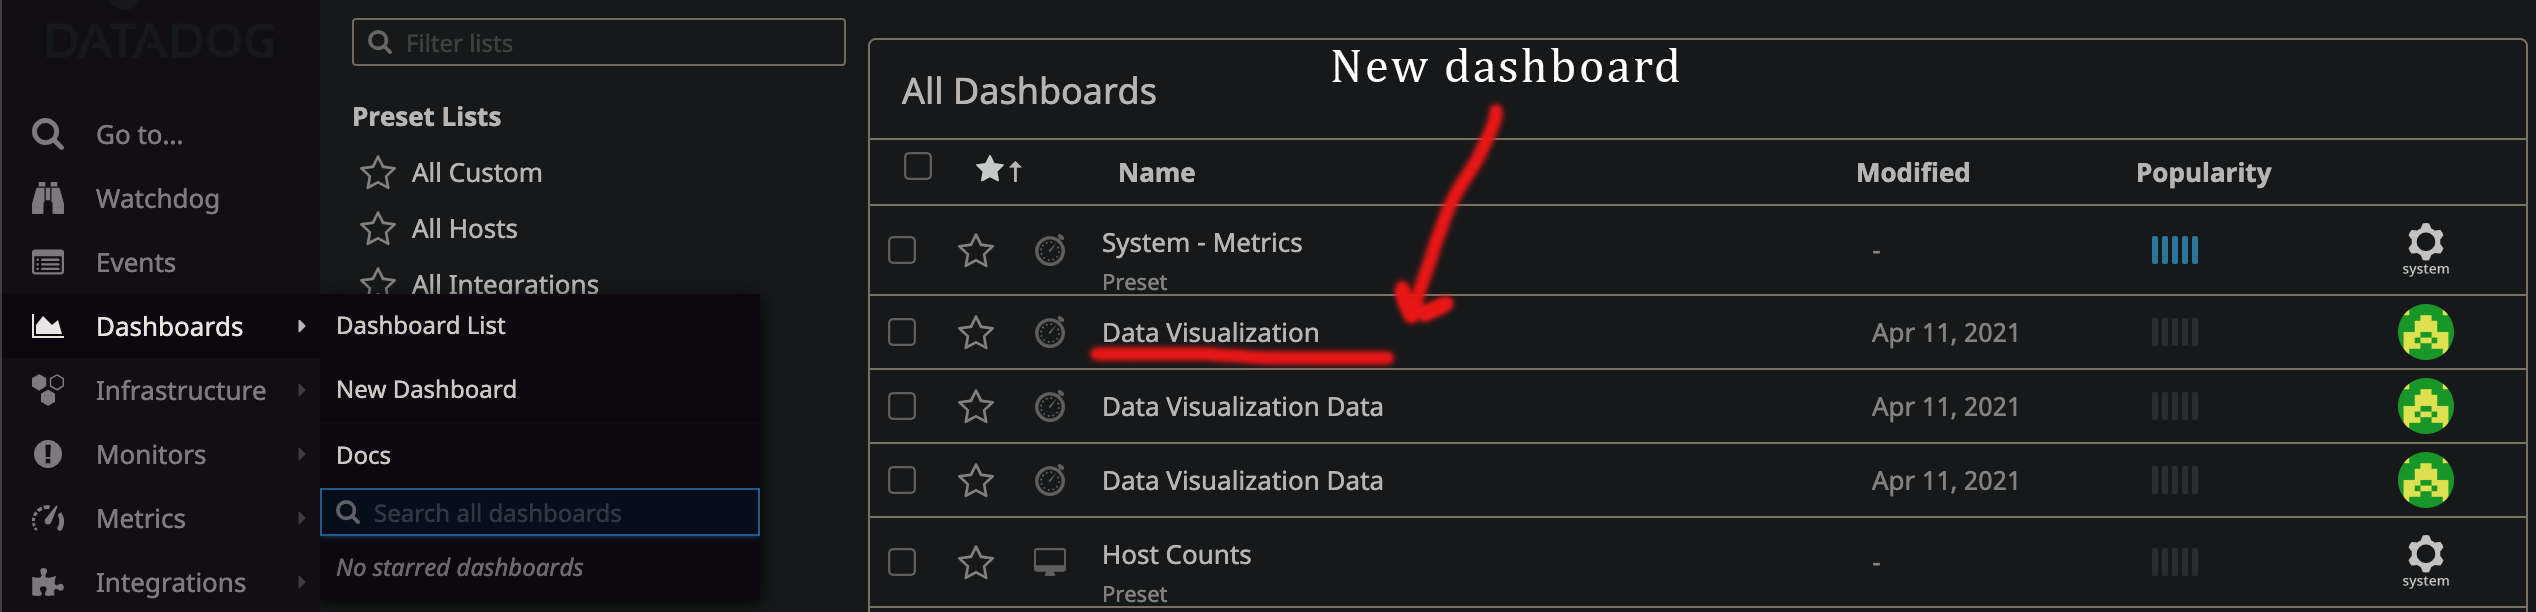 DATADOG
Go to...
Watchdog
Events
Dashboards
Infrastructure
Monitors
Metrics
Integrations
Filter lists
Preset Lists
All Custom
All Hosts
All Integrations
Dashboard List
New Dashboard
Docs
Search all dashboards
No starred dashboards
New dashboard
All Dashboards
Name Modified Popularity
System - Metrics - system
Preset
Data Visualization Apr 11, 2021
Data Visualization Data Apr 11, 2021
Data Visualization Data Apr 11, 2021
Host Counts - system
Preset